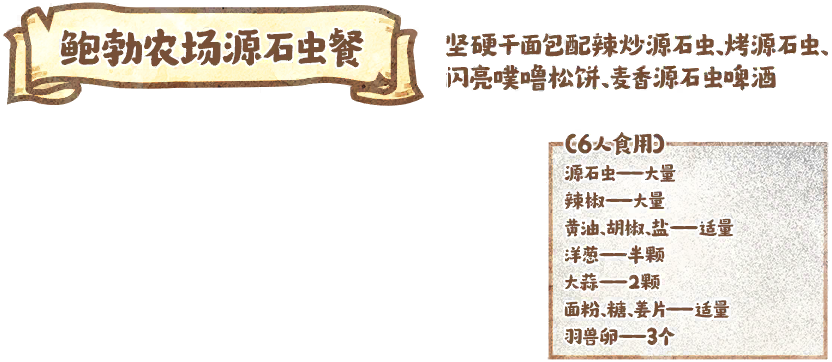 鲍勃农场源石虫餐
坚硬干面包配辣炒源石虫、烤源石虫、
闪亮噗噜松饼、麦香源石虫啤酒
(6人食用)
源石虫——大量
辣椒——大量
黄油、胡椒、盐——适量
洋葱——半颗
大蒜——2颗
面粉、糖、姜片——适量
羽兽卵——3个